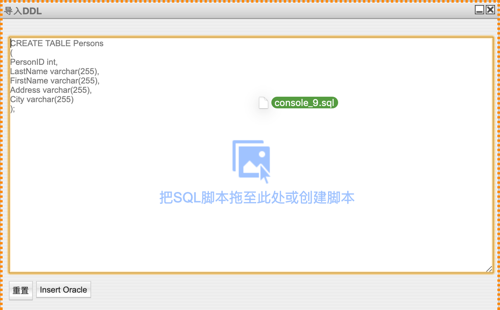 导入DDL
CREATE TABLE Persons
(
PersonID int,
LastName varchar(255),
FirstName varchar(255),
Address varchar(255),
City varchar(255)
);
console_9.sql
把SQL脚本拖至此处或创建脚本
重置
Insert Oracle